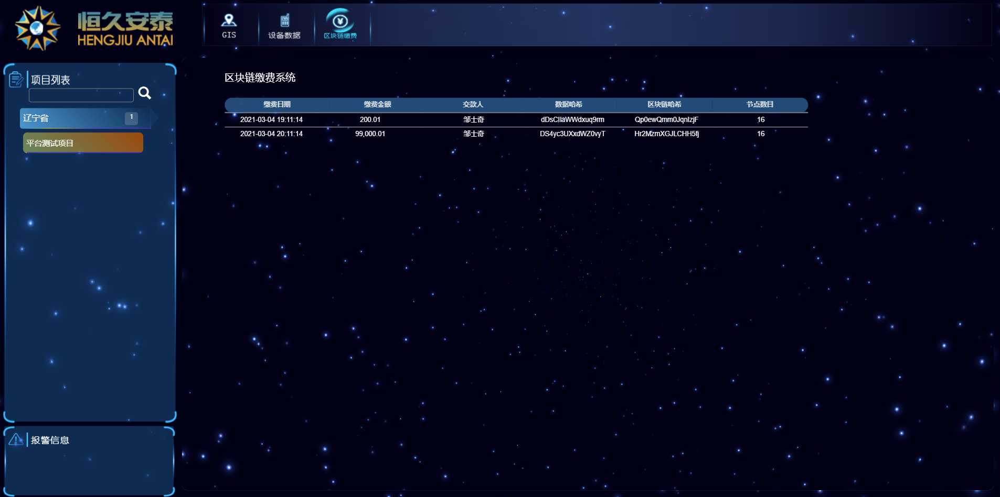 恒久安泰
HENGJIU ANTAI
GIS
设备数据
¥
区块链缴费
项目列表
辽宁省 1
平台测试项目
报警信息
区块链缴费系统
缴费日期 缴费金额 交款人 数据哈希 区块链哈希 节点数目
2021-03-04 19:11:14 200.01 邹士奇 dDsCIlaWWdxuq9rm Qp0ewQmm0JqnIzjF 16
2021-03-04 20:11:14 99,000.01 邹士奇 DS4yc3UXxdWZ0vyT Hr2MzmXGJLCHH5fj 16